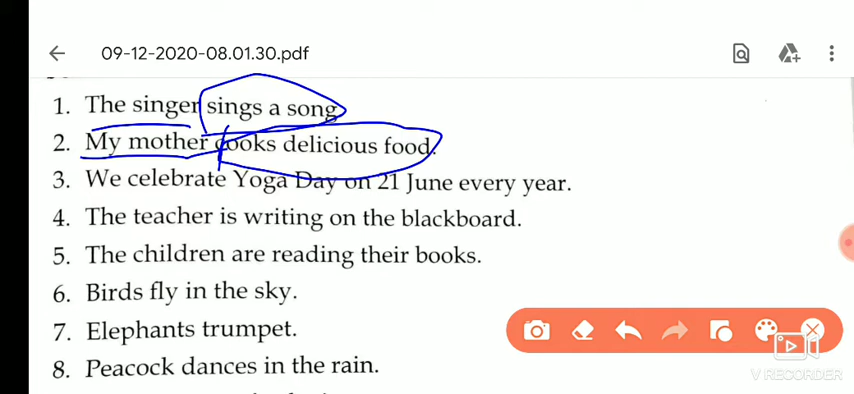 09-12-2020-08.01.30.pdf
1. The singer sings a song
2. My mother cooks delicious food.
3. We celebrate Yoga Day on 21 June every year.
4. The teacher is writing on the blackboard.
5. The children are reading their books.
6. Birds fly in the sky.
7. Elephants trumpet.
8. Peacock dances in the rain.
V RECORDER